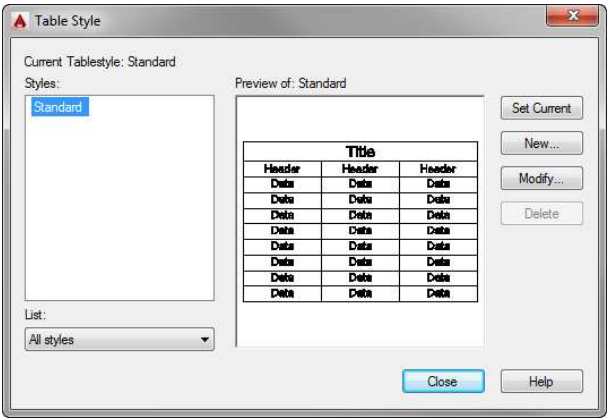 Table Style
Current Tablestyle: Standard
Styles:
Standard
List:
All styles
Preview of: Standard
Title
Header Header Header
Data Data Data
Data Data Data
Data Data Data
Data Data Data
Data Data Data
Data Data Data
Data Data Data
Data Data Data
Set Current
New...
Modify...
Delete
Close
Help